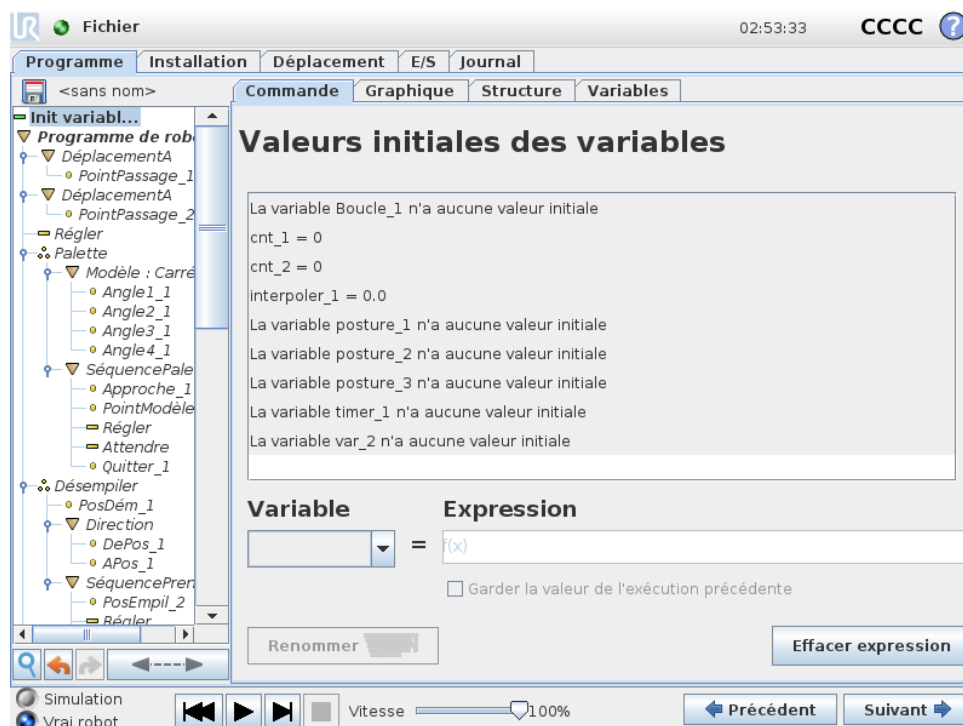 Fichier 02:53:33 CCCC ?
Programme Installation Déplacement E/S Journal
<sans nom> Commande Graphique Structure Variables
Init variabl...
Programme de rob
DéplacementA
PointPassage_1
DéplacementA
PointPassage_2
Régler
Palette
Modèle : Carré
Angle1_1
Angle2_1
Angle3_1
Angle4_1
SéquencePale
Approche_1
PointModèle
Régler
Attendre
Quitter_1
Désempiler
PosDém_1
Direction
DePos_1
APos_1
SéquencePren
PosEmpil_2
Régler
Valeurs initiales des variables
La variable Boucle_1 n'a aucune valeur initiale
cnt_1 = 0
cnt_2 = 0
interpoler_1 = 0.0
La variable posture_1 n'a aucune valeur initiale
La variable posture_2 n'a aucune valeur initiale
La variable posture_3 n'a aucune valeur initiale
La variable timer_1 n'a aucune valeur initiale
La variable var_2 n'a aucune valeur initiale
Variable Expression
= f(x)
Garder la valeur de l'exécution précédente
Renommer Effacer expression
Simulation
Vrai robot
Vitesse 100% Précédent Suivant